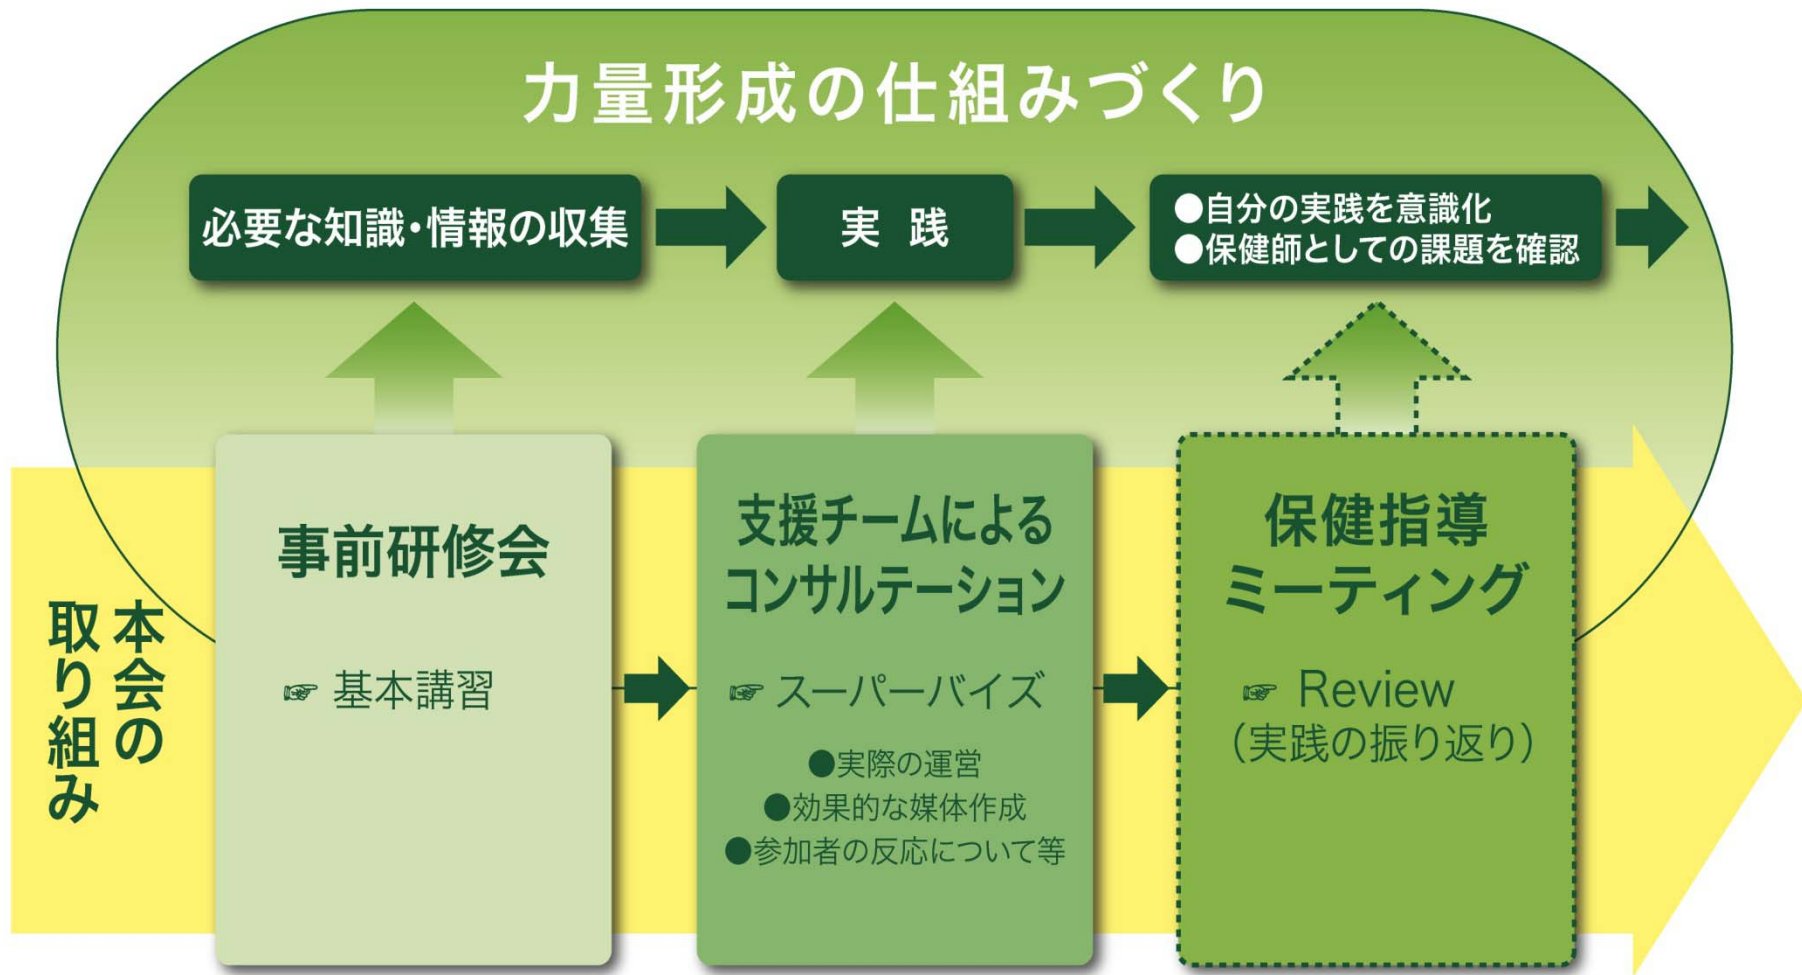 力量形成の仕組みづくり
必要な知識・情報の収集
実践
●自分の実践を意識化
●保健師としての課題を確認
本会の
取り組み
事前研修会
☞ 基本講習
支援チームによる
コンサルテーション
☞ スーパーバイズ
●実際の運営
●効果的な媒体作成
●参加者の反応について等
保健指導
ミーティング
☞ Review
（実践の振り返り）